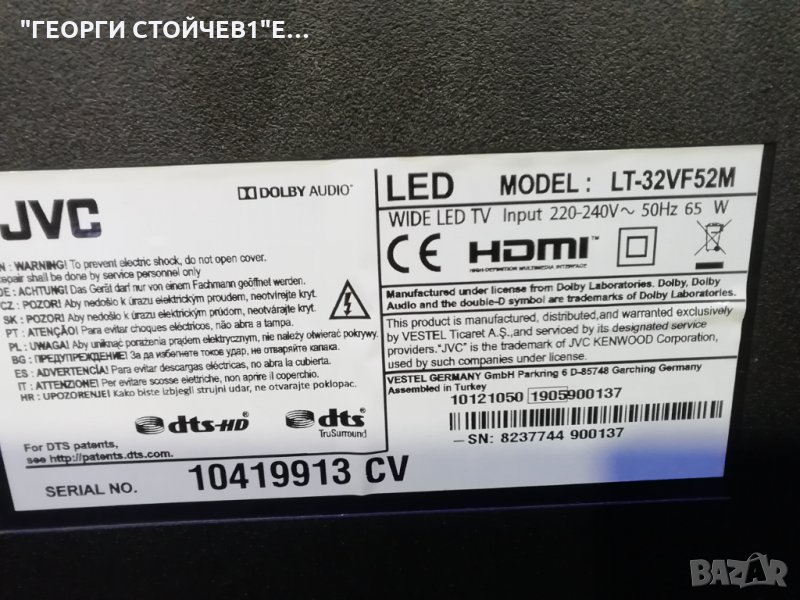 "ГЕОРГИ СТОЙЧЕВ1"Е...
JVC
DOLBY AUDIO™
: WARNING! To prevent electric shock, do not open cover.
repair shall be done by service personnel only
DE : ACHTUNG! Das Gerät darf nur von einem Fachmann geöffnet werden.
CZ : POZOR! Aby nedošlo k úrazu elektrickým proudem, neotvírejte kryt.
SK : POZOR! Aby nedošlo k úrazu elektrickým prúdom, neotvárajte kryt.
PT : ATENÇÃO! Para evitar choques eléctricos, não abra a tampa.
PL : UWAGA! Aby uniknąć porażenia prądem elektrycznym, nie należy otwierać pokrywy.
BG : ПРЕДУПРЕЖДЕНИЕ! За да избегнете токов удар, не отваряйте капака.
ES : ADVERTENCIA! Para evitar descargas eléctricas, no abra la cubierta.
IT : ATTENZIONE! Per evitare scosse elettriche, non aprire il coperchio.
HR : UPOZORENJE! Kako biste izbjegli strujni udar, ne otvarajte poklopac.
dts-HD
dts
TruSurround
For DTS patents,
see http://patents.dts.com.
SERIAL NO. 10419913 CV
LED MODEL : LT-32VF52M
WIDE LED TV Input 220-240V~ 50Hz 65 W
CE HDMI™
HIGH-DEFINITION MULTIMEDIA INTERFACE
Manufactured under license from Dolby Laboratories. Dolby, Dolby
Audio and the double-D symbol are trademarks of Dolby Laboratories.
This product is manufactured, distributed,and warranted exclusively
by VESTEL Ticaret A.Ş.,and serviced by its designated service
providers."JVC" is the trademark of JVC KENWOOD Corporation,
used by such companies under license.
VESTEL GERMANY GmbH Parkring 6 D-85748 Garching Germany
Assembled in Turkey
10121050 1905900137
SN: 8237744 900137
BAZAR